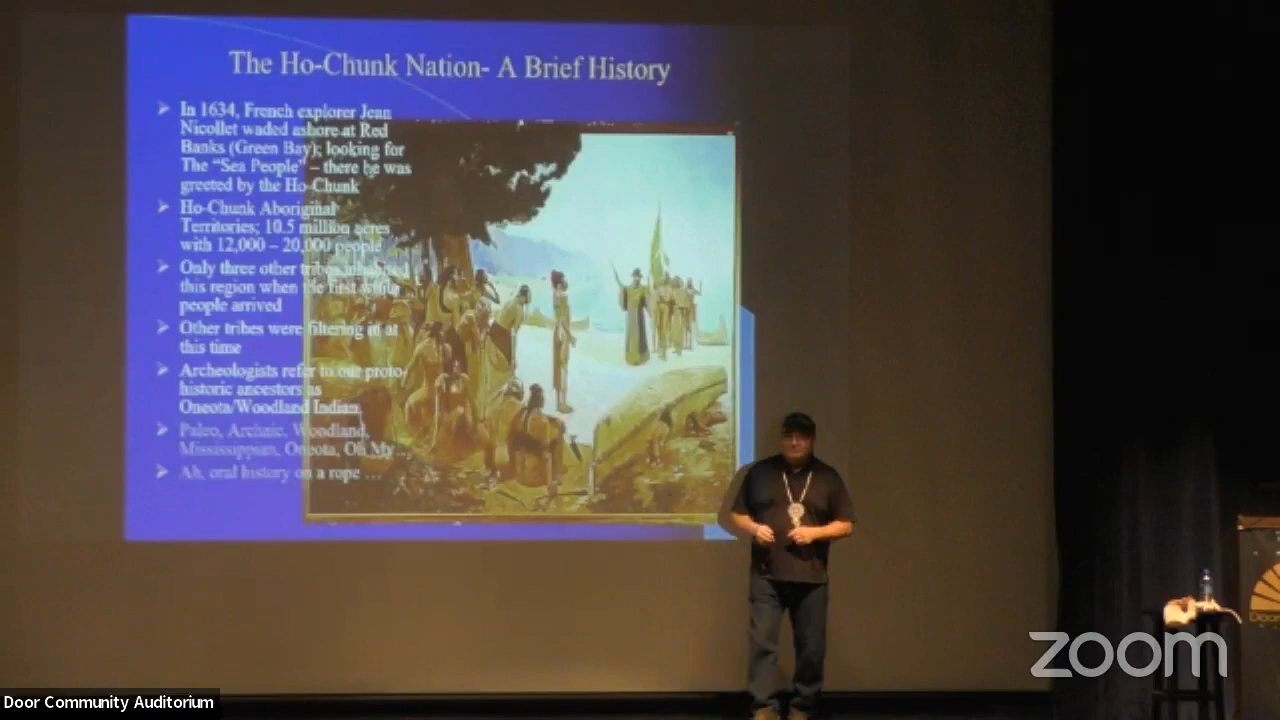 The Ho-Chunk Nation- A Brief History
➢ In 1634, French explorer Jean
Nicollet waded ashore at Red
Banks (Green Bay); looking for
The “Sea People” – there he was
greeted by the Ho-Chunk
➢ Ho-Chunk Aboriginal
Territories; 10.5 million acres
with 12,000 – 20,000 people
➢ Only three other tribes inhabited
this region when the first white
people arrived
➢ Other tribes were filtering in at
this time
➢ Archeologists refer to our proto-
historic ancestors as
Oneota/Woodland Indian
➢ Paleo, Archaic, Woodland,
Mississippian, Oneota, Oh My…
➢ Ah, oral history on a rope …
zoom
Door Community Auditorium